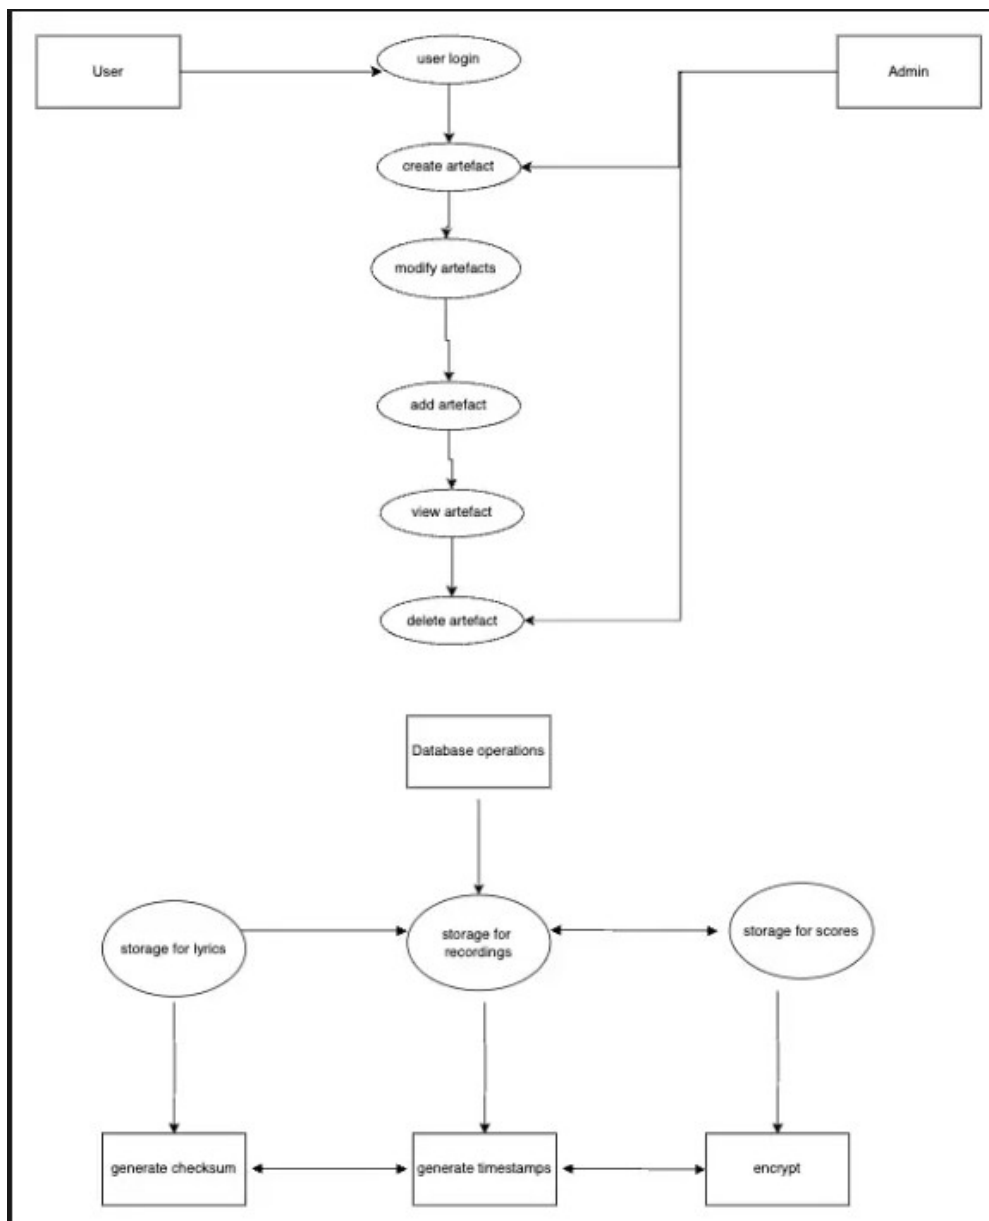 User
user login
Admin
create artefact
modify artefacts
add artefact
view artefact
delete artefact
Database operations
storage for lyrics
storage for
recordings
storage for scores
generate checksum
generate timestamps
encrypt